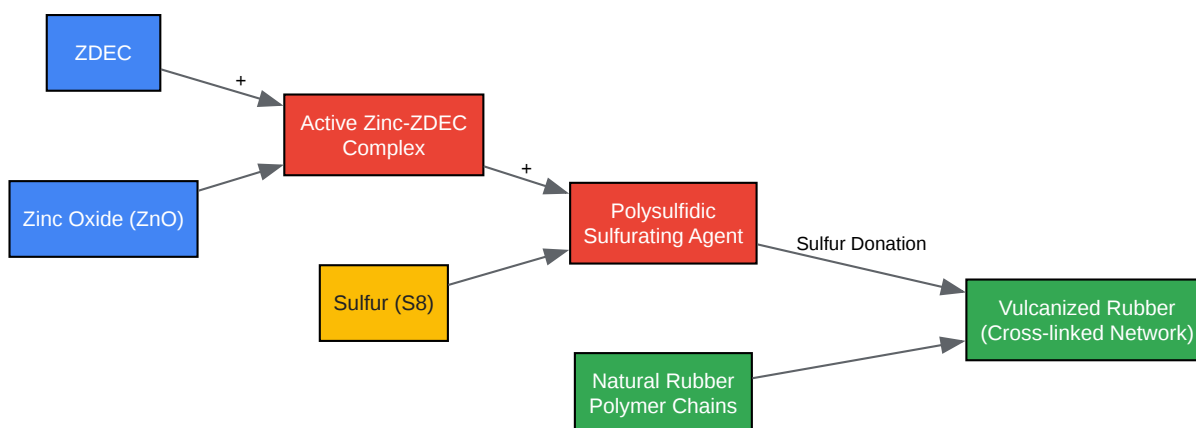 ZDEC
+
Active Zinc-ZDEC
Complex
Zinc Oxide (ZnO)
+
Polysulfidic
Sulfurating Agent
Sulfur (S8)
Sulfur Donation
Vulcanized Rubber
(Cross-linked Network)
Natural Rubber
Polymer Chains